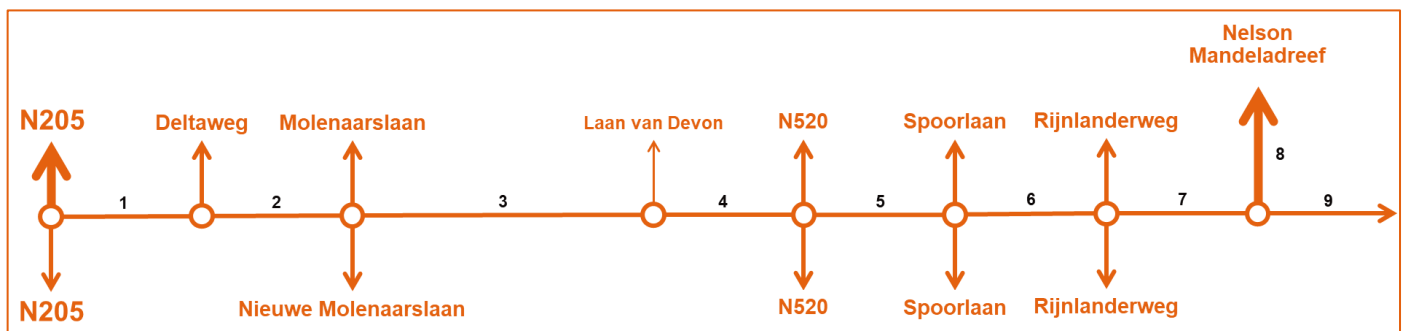 Nelson
Mandeladreef
N205
Deltaweg
Molenaarslaan
Laan van Devon
N520
Spoorlaan
Rijnlanderweg
1
2
3
4
5
6
7
8
9
N205
Nieuwe Molenaarslaan
N520
Spoorlaan
Rijnlanderweg